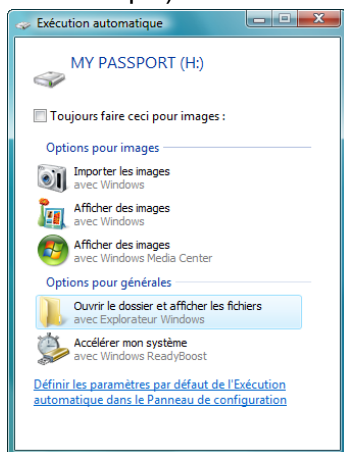 Exécution automatique
MY PASSPORT (H:)
Toujours faire ceci pour images :
Options pour images
Importer les images
avec Windows
Afficher des images
avec Windows
Afficher des images
avec Windows Media Center
Options pour générales
Ouvrir le dossier et afficher les fichiers
avec Explorateur Windows
Accélérer mon système
avec Windows ReadyBoost
Définir les paramètres par défaut de l'Exécution
automatique dans le Panneau de configuration